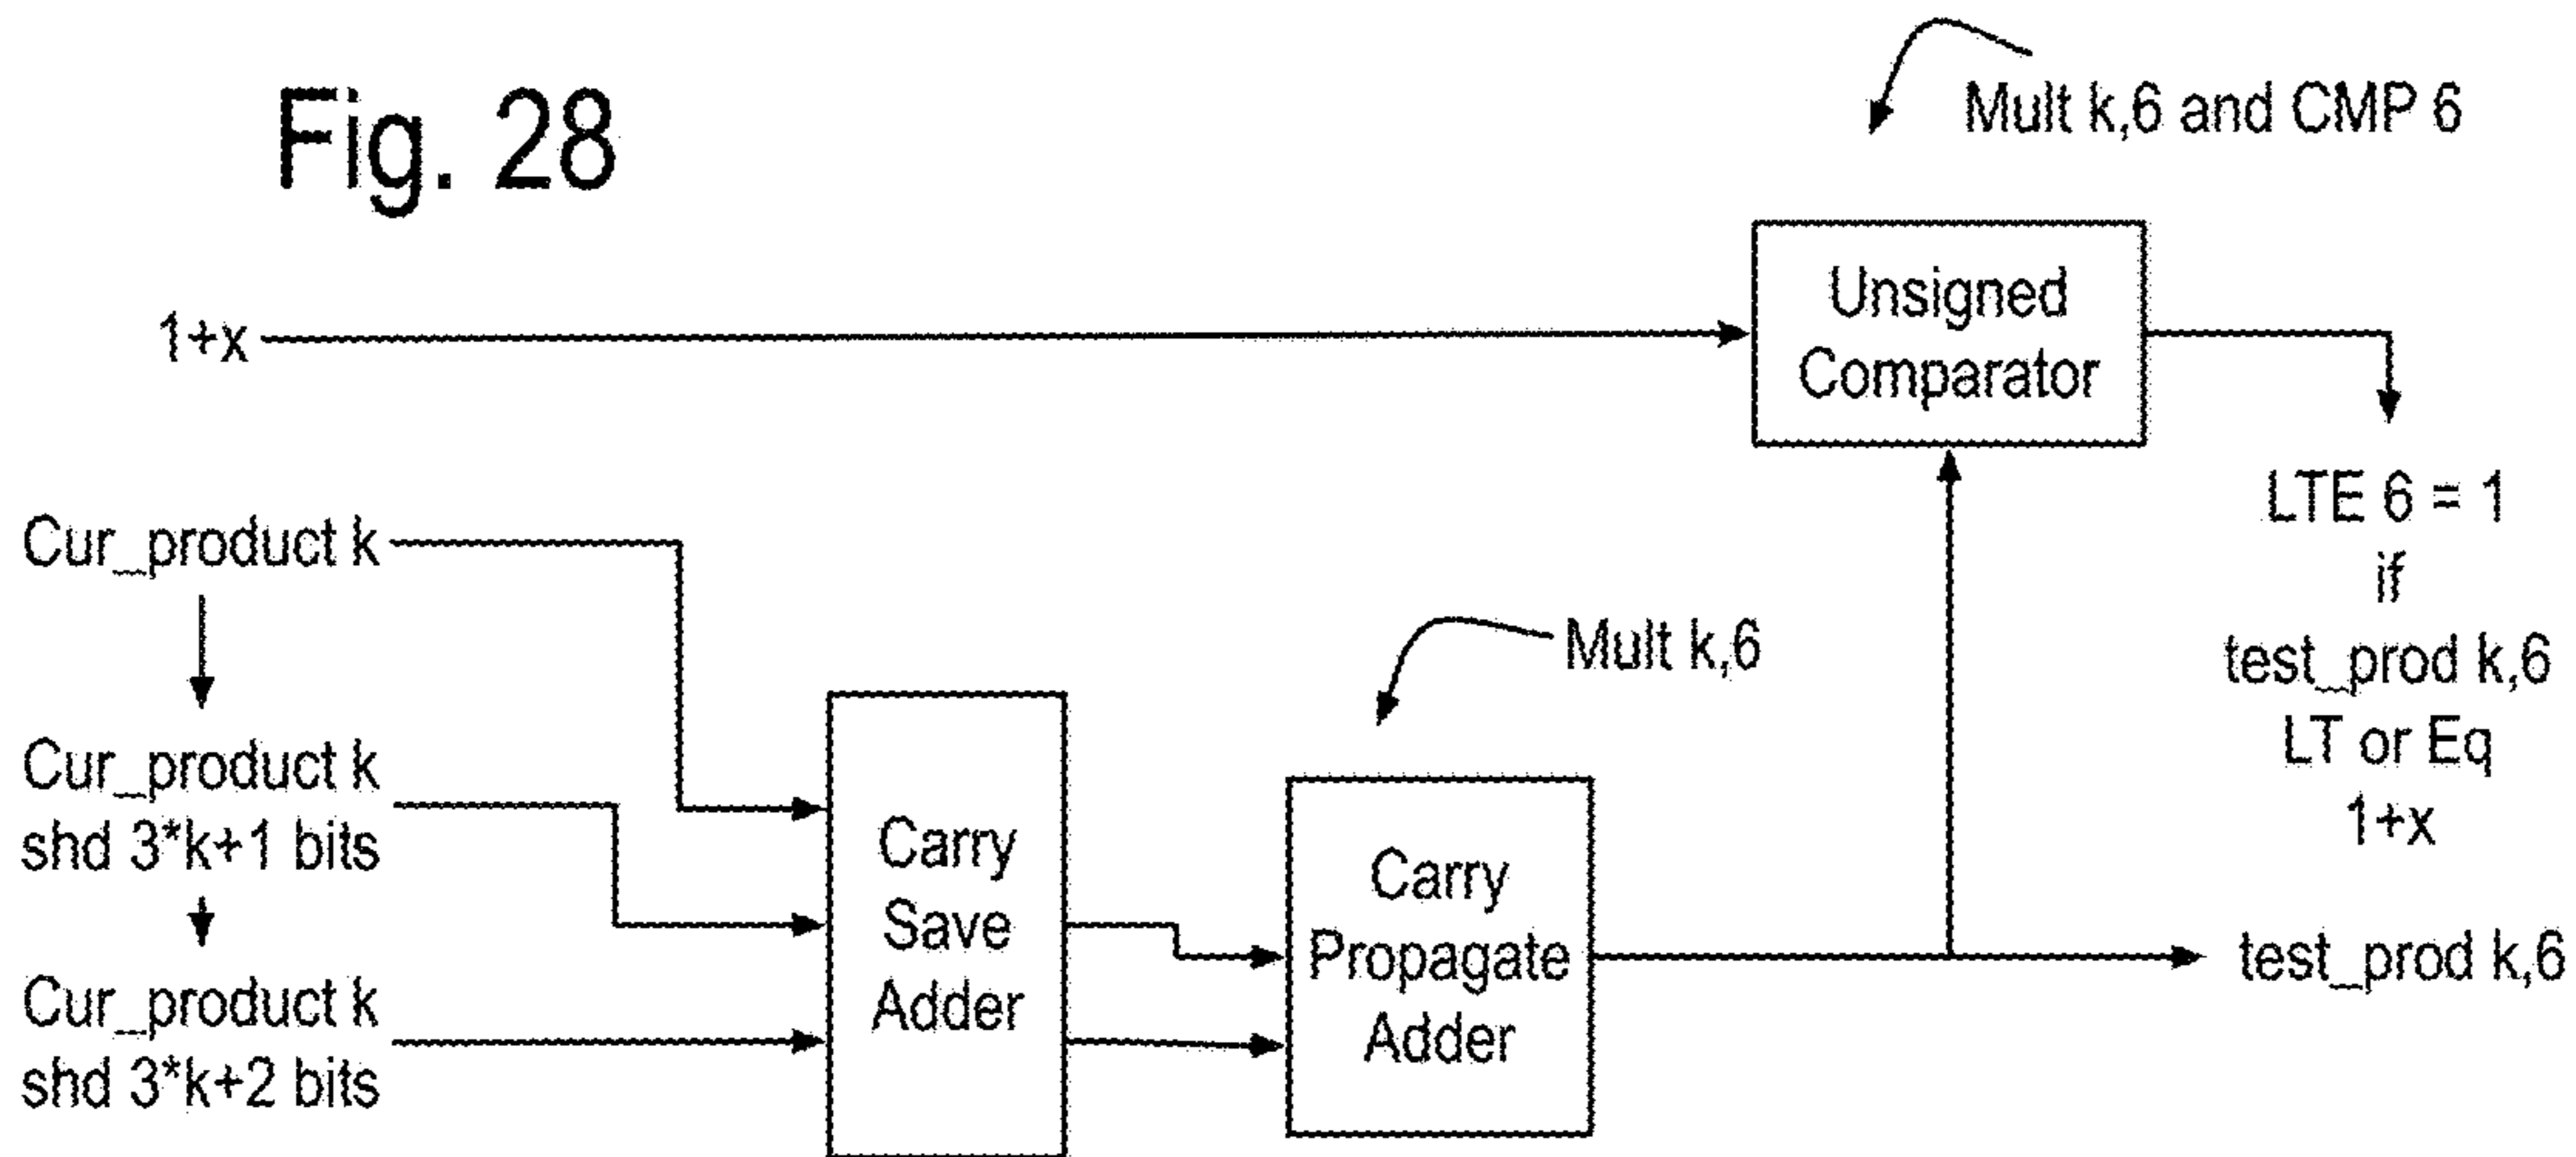 Fig. 28
Mult k,6 and CMP 6
Unsigned
Comparator
1+x
LTE 6 = 1
if
test_prod k,6
LT or Eq
1+x
Cur_product k
Cur_product k
shd 3*k+1 bits
Cur_product k
shd 3*k+2 bits
Carry
Save
Adder
Mult k,6
Carry
Propagate
Adder
test_prod k,6